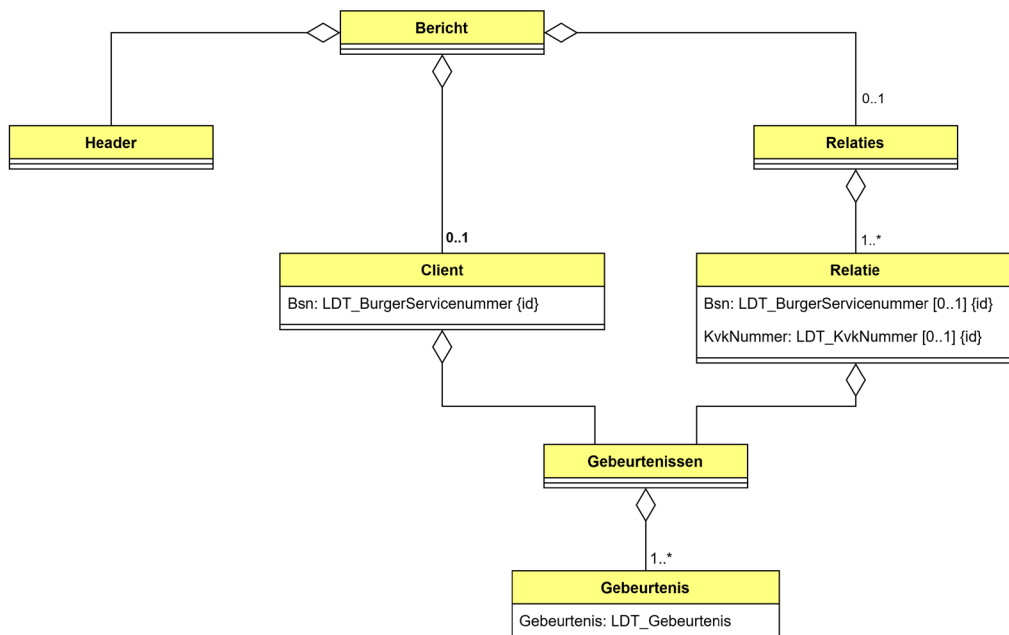 Bericht
0..1
Header
Relaties
0..1
1..*
Client
Bsn: LDT_BurgerServicenummer {id}
Relatie
Bsn: LDT_BurgerServicenummer [0..1] {id}
KvkNummer: LDT_KvkNummer [0..1] {id}
Gebeurtenissen
1..*
Gebeurtenis
Gebeurtenis: LDT_Gebeurtenis